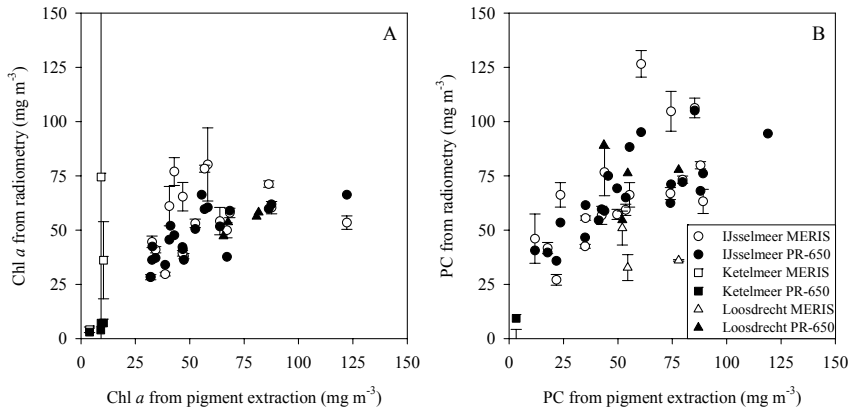 A
B
Chl a from radiometry (mg m-3)
150
125
100
75
50
25
0
0 25 50 75 100 125 150
Chl a from pigment extraction (mg m-3)
PC from radiometry (mg m-3)
150
125
100
75
50
25
0
IJsselmeer MERIS
IJsselmeer PR-650
Ketelmeer MERIS
Ketelmeer PR-650
Loosdrecht MERIS
Loosdrecht PR-650
0 25 50 75 100 125 150
PC from pigment extraction (mg m-3)